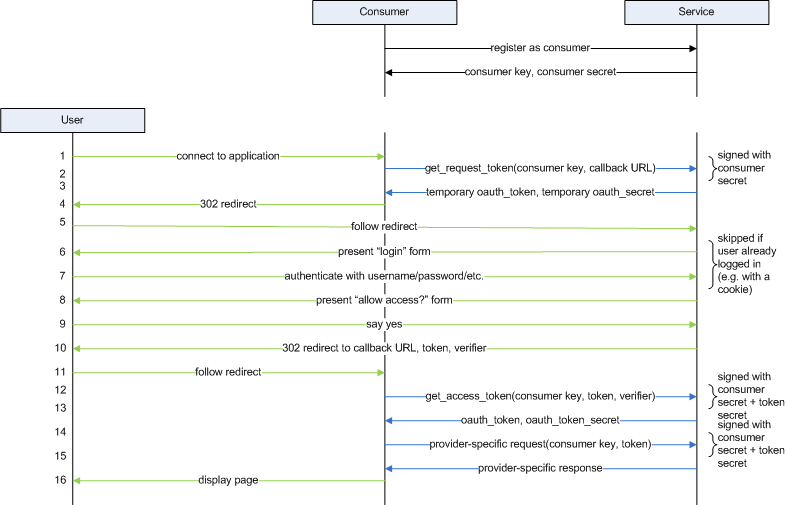 Consumer
Service
register as consumer
consumer key, consumer secret
User
1
connect to application
signed with
consumer
secret
2
get_request_token(consumer key, callback URL)
3
temporary oauth_token, temporary oauth_secret
4
302 redirect
5
follow redirect
skipped if
user already
logged in
(e.g. with a
cookie)
6
present “login” form
7
authenticate with username/password/etc.
8
present “allow access?” form
9
say yes
10
302 redirect to callback URL, token, verifier
11
follow redirect
signed with
consumer
secret + token
secret
12
get_access_token(consumer key, token, verifier)
13
oauth_token, oauth_token_secret
signed with
consumer
secret + token
secret
14
provider-specific request(consumer key, token)
15
provider-specific response
16
display page